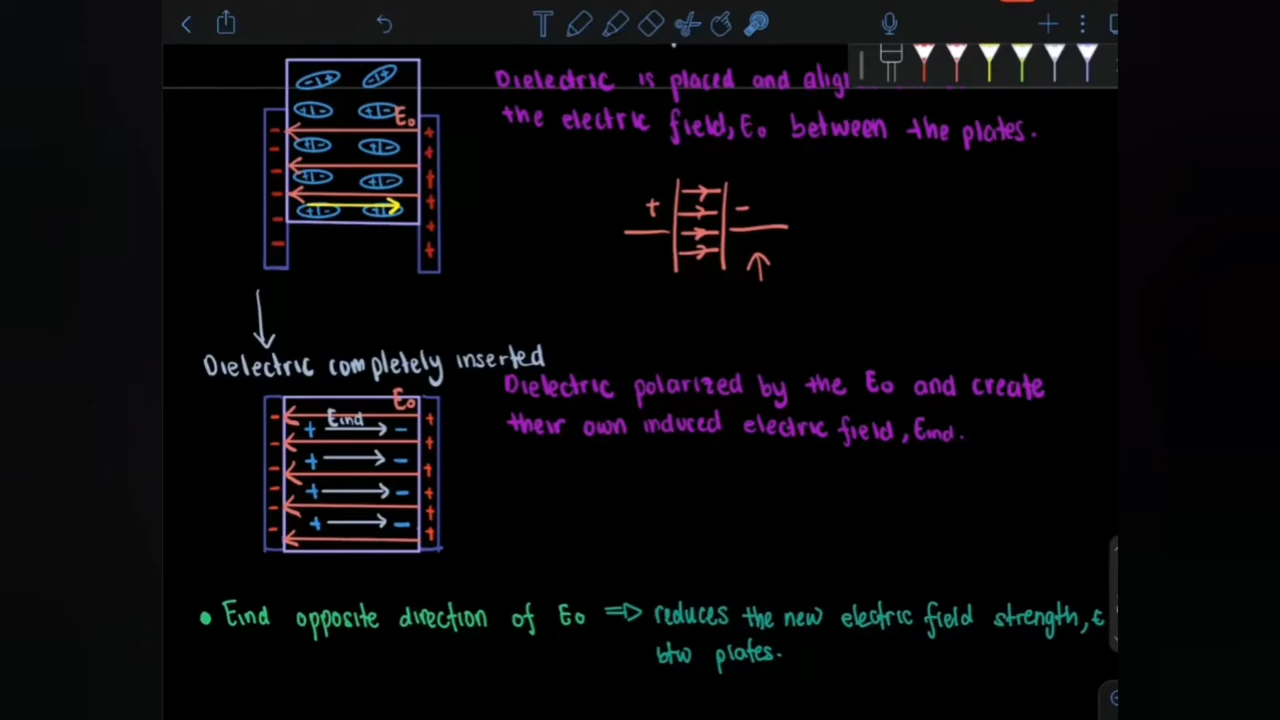 Dielectric is placed and
the electric field, E₀ between the plates.
E₀
+ -
Dielectric completely inserted
Dielectric polarized by the E₀ and create
their own induced electric field, Eind.
E₀
Eind
• Eind opposite direction of E₀ ⇒ reduces the new electric field strength, E
btw plates.